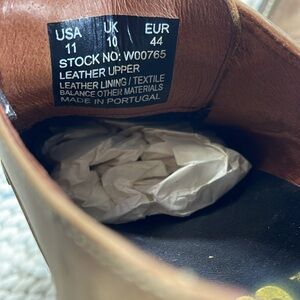 USA UK EUR
11 10 44
STOCK NO: W00765
LEATHER UPPER
LEATHER LINING / TEXTILE
BALANCE OTHER MATERIALS
MADE IN PORTUGAL